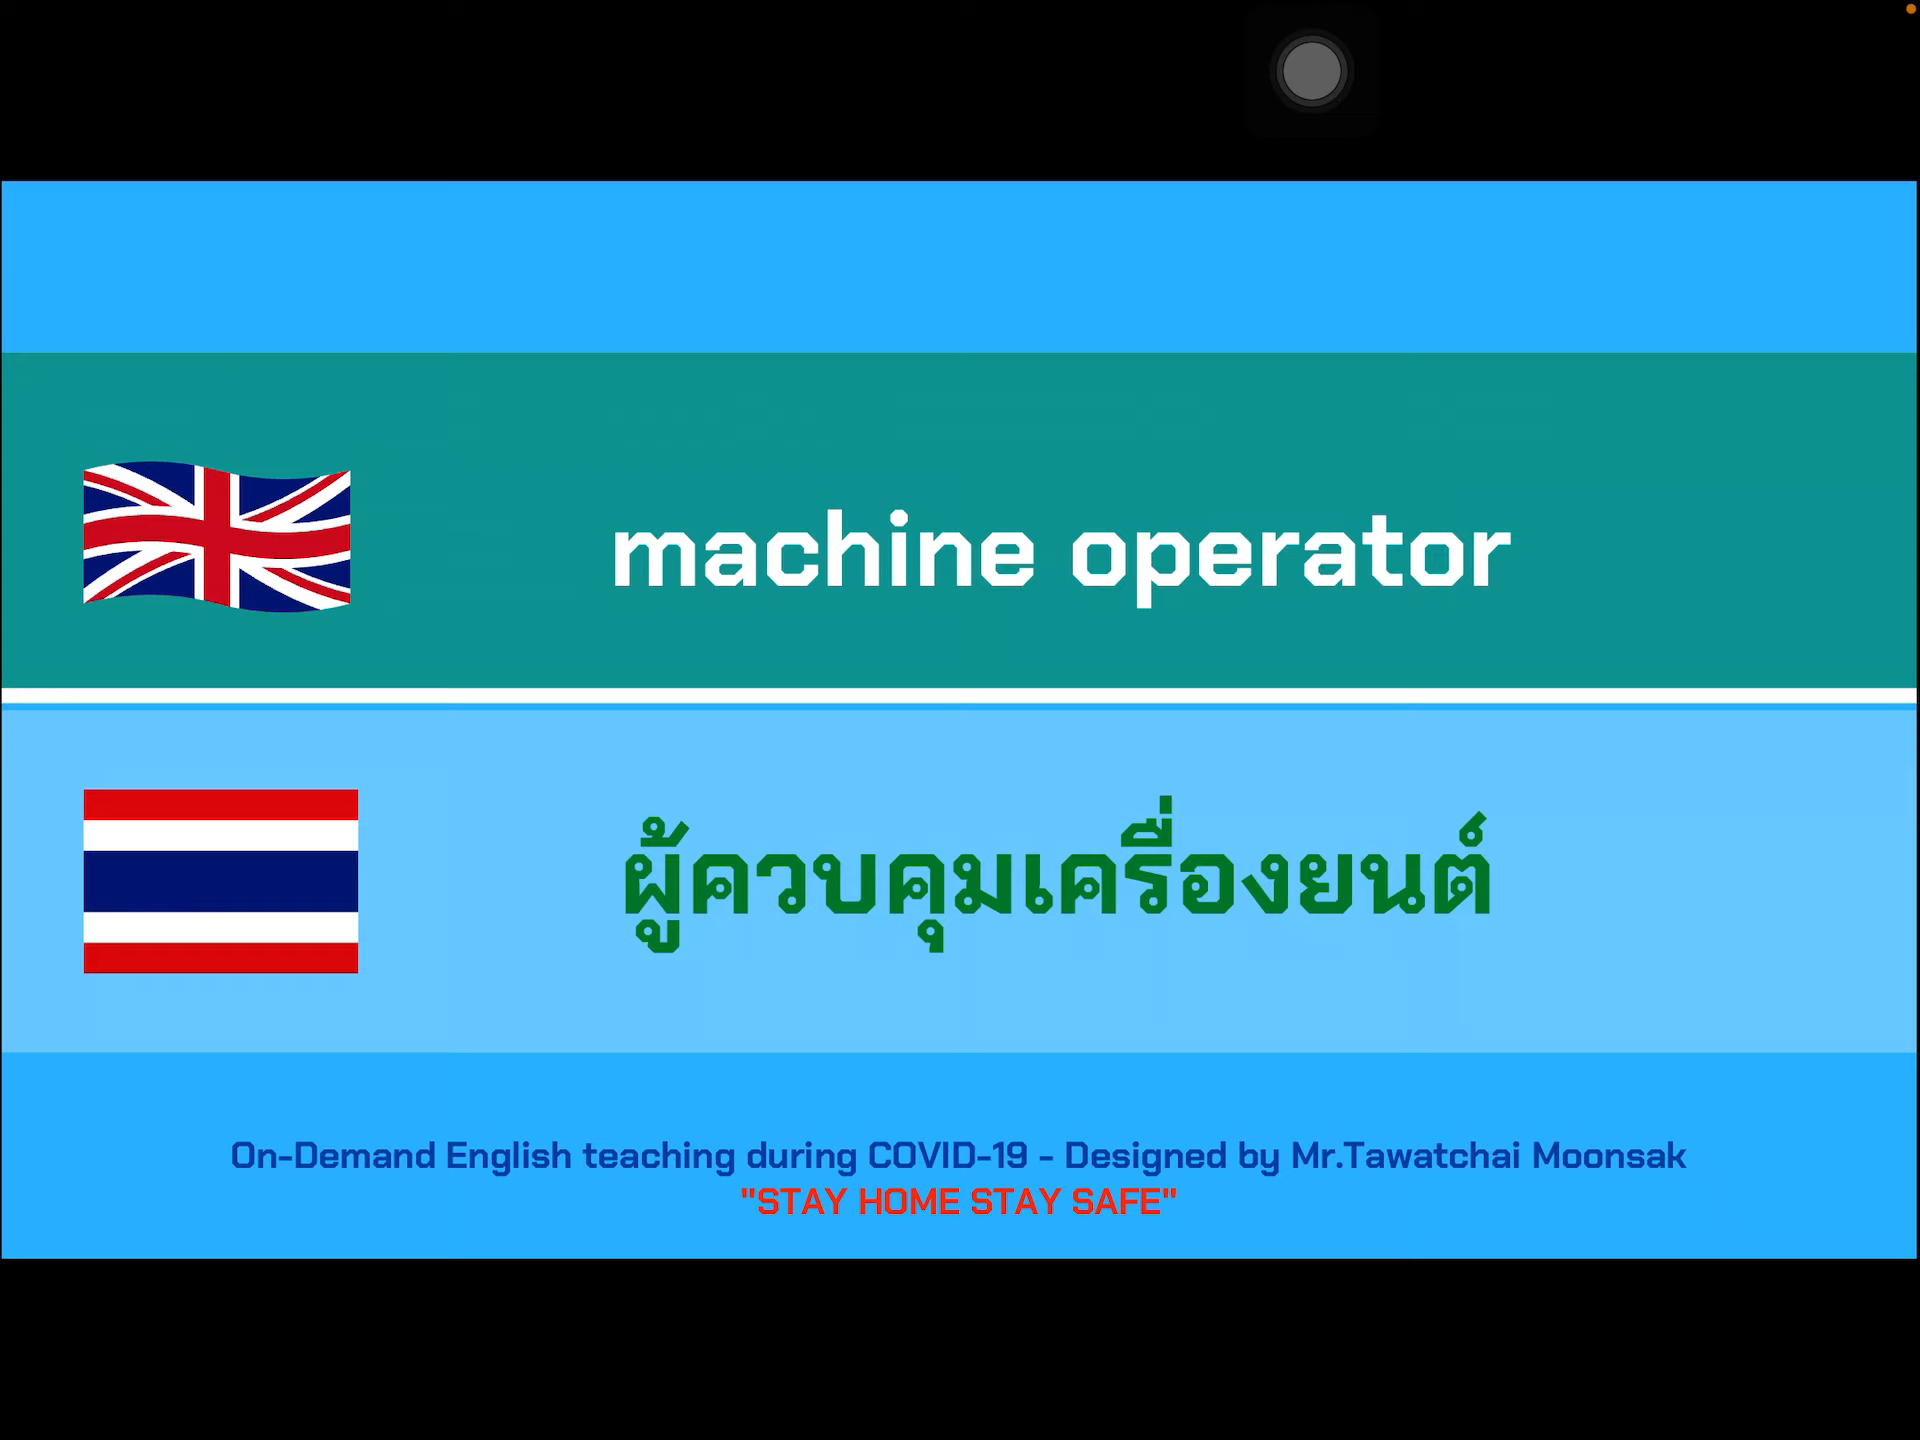 machine operator
ผู้ควบคุมเครื่องยนต์
On-Demand English teaching during COVID-19 - Designed by Mr.Tawatchai Moonsak
"STAY HOME STAY SAFE"